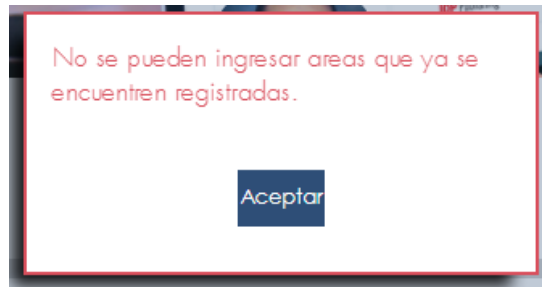 No se pueden ingresar areas que ya se
encuentren registradas.
Aceptar